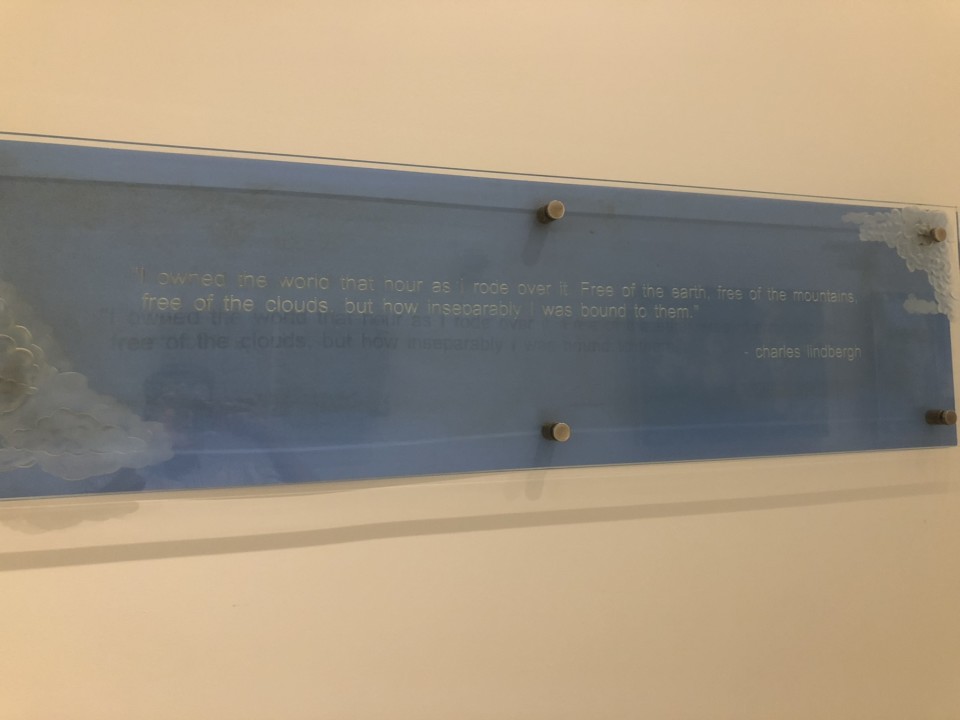 "I owned the world that hour as I rode over it. Free of the earth, free of the mountains,
free of the clouds, but how inseparably I was bound to them."
- charles lindbergh